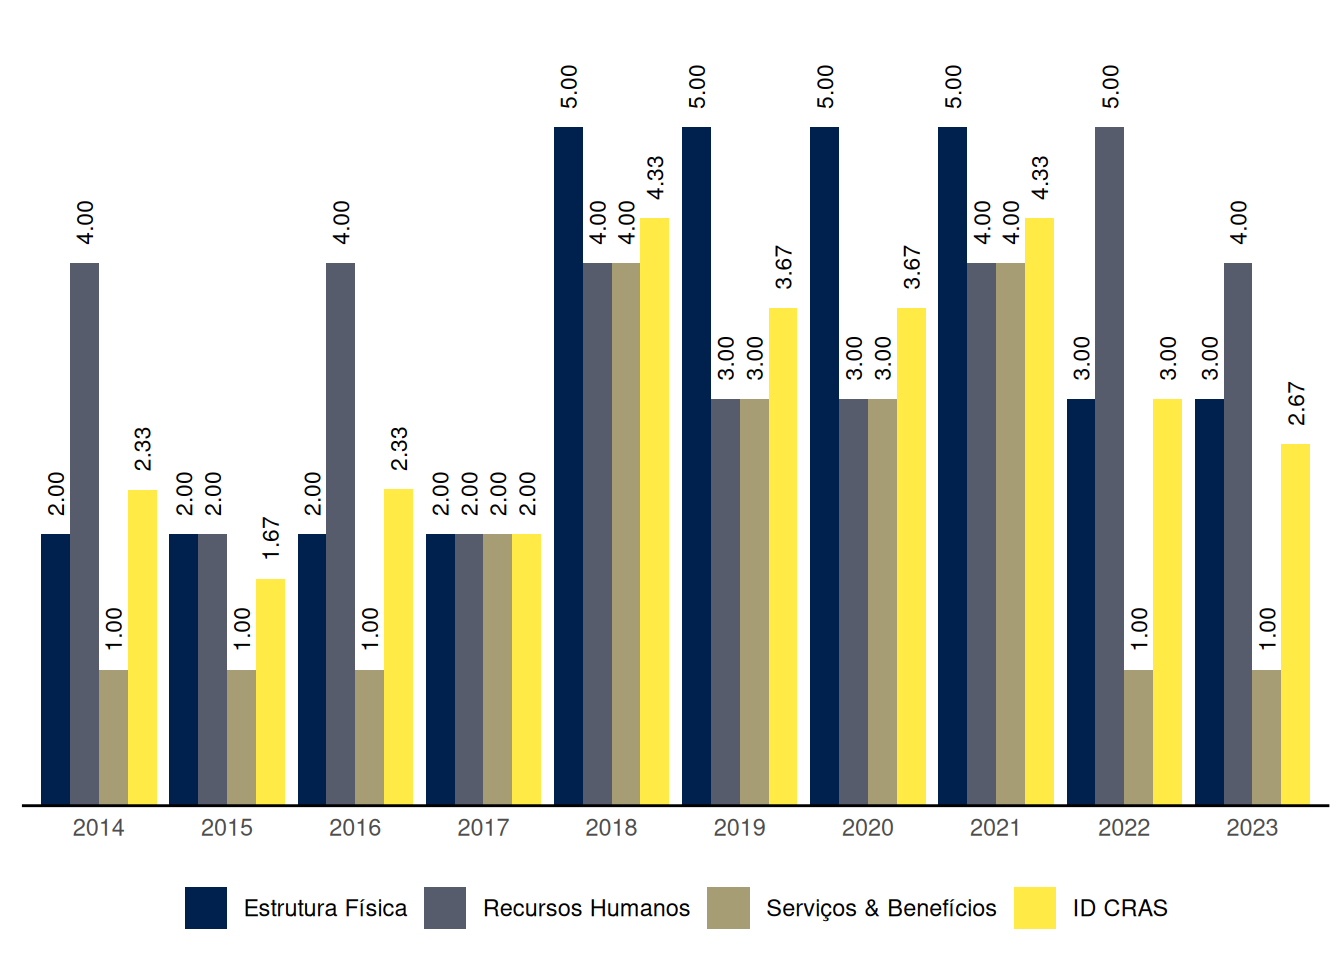 5.00 5.00 5.00 5.00 5.00
4.33 4.33
4.00 4.00 4.00 4.00 4.00 4.00 4.00
3.67 3.67
3.00 3.00 3.00 3.00 3.00 3.00 3.00
2.67
2.33 2.33
2.00 2.00 2.00 2.00 2.00 2.00 2.00 2.00
1.67
1.00 1.00 1.00 1.00 1.00
2014 2015 2016 2017 2018 2019 2020 2021 2022 2023
Estrutura Física Recursos Humanos Serviços & Benefícios ID CRAS